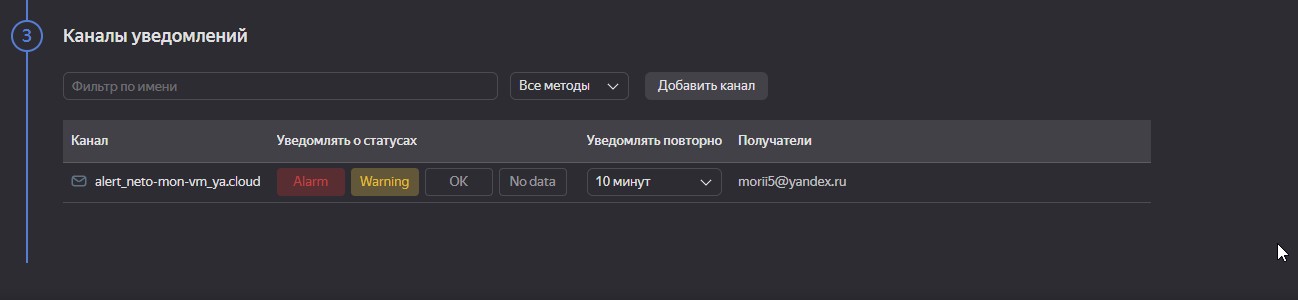 3 Каналы уведомлений
Фильтр по имени Все методы Добавить канал
Канал Уведомлять о статусах Уведомлять повторно Получатели
alert_neto-mon-vm_ya.cloud Alarm Warning OK No data 10 минут morii5@yandex.ru